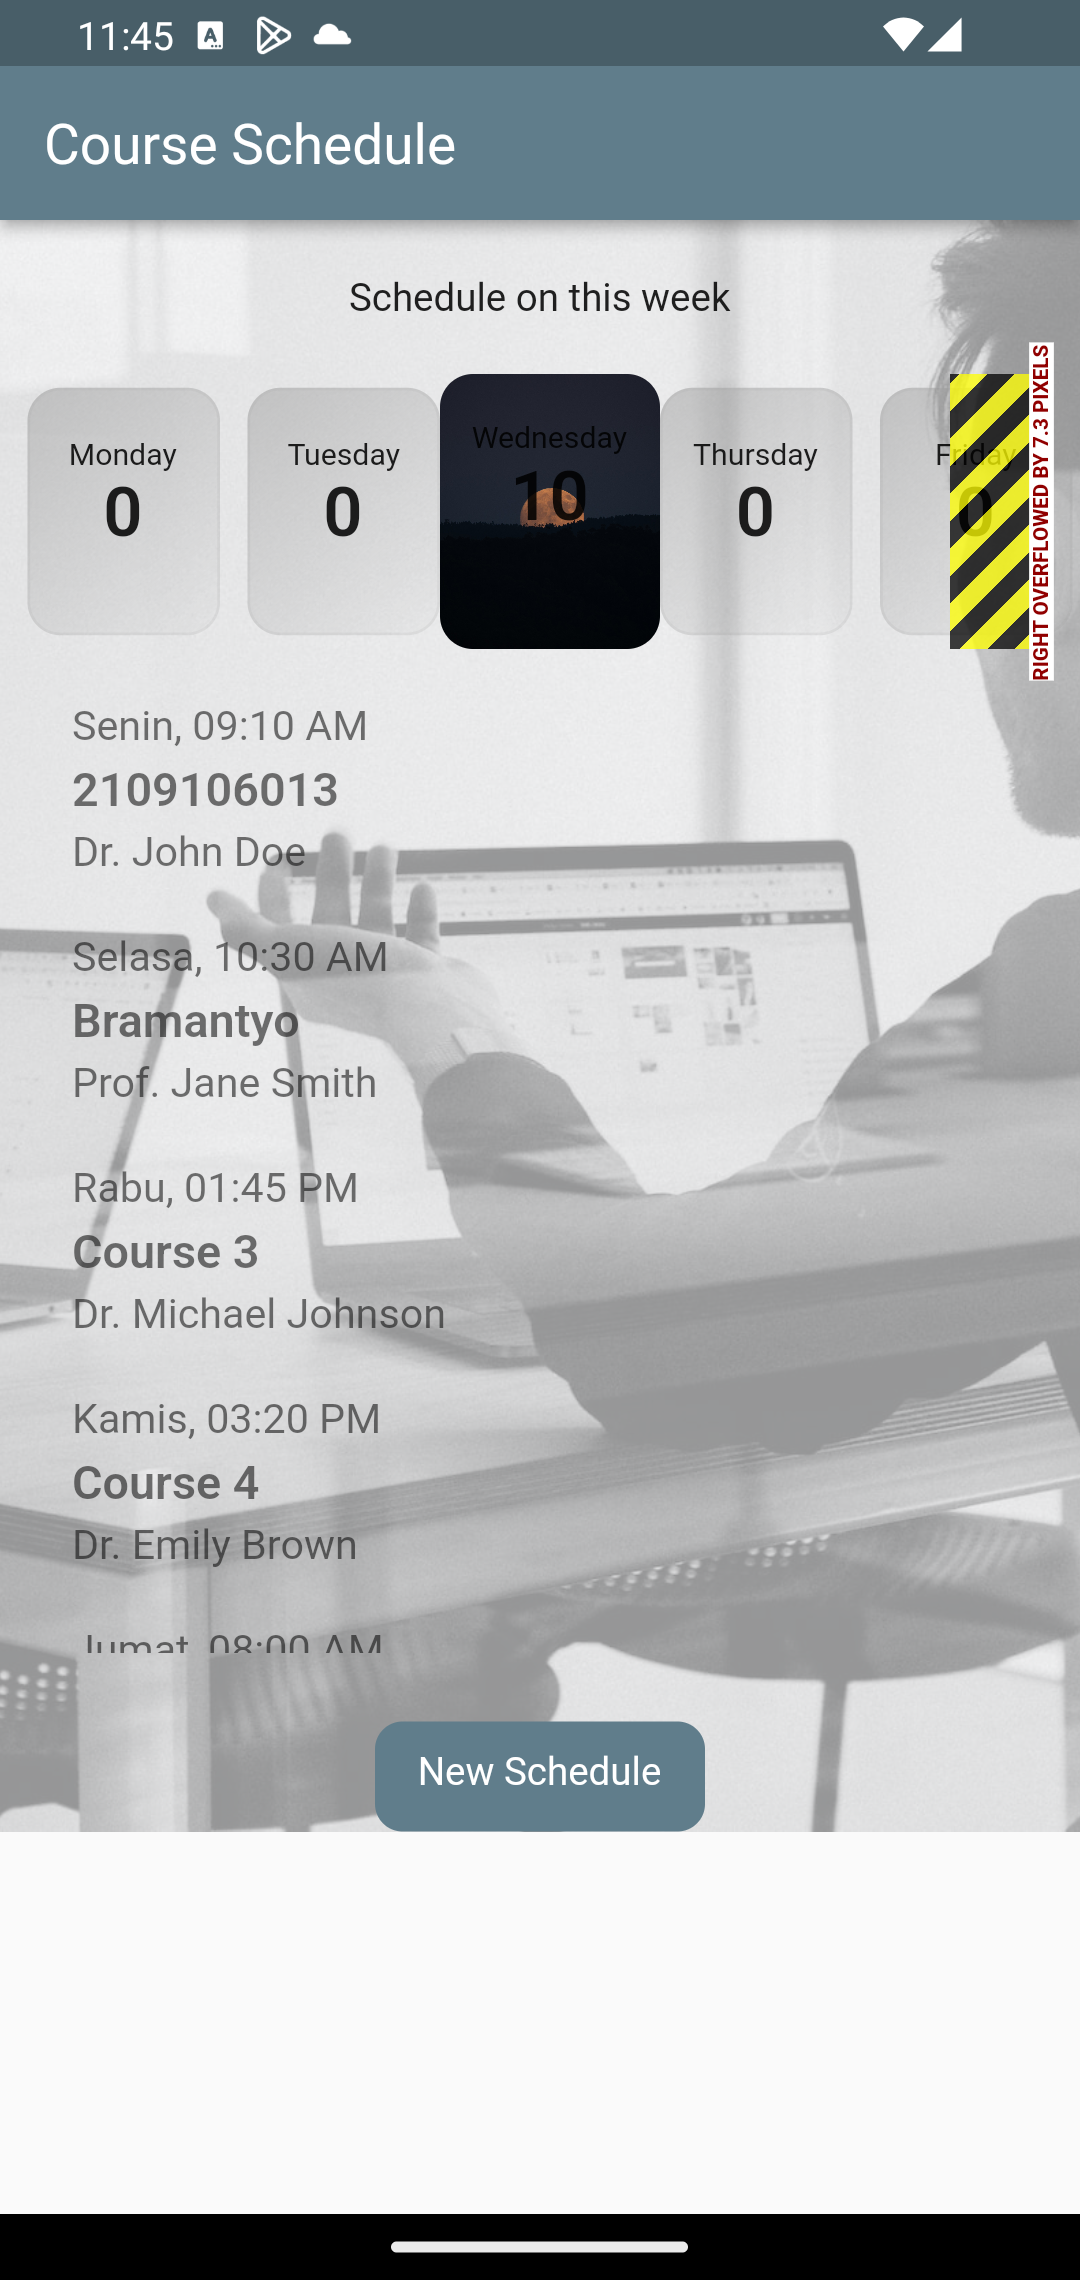 11:45
Course Schedule
Schedule on this week
Monday
0
Tuesday
0
Wednesday
10
Thursday
0
Friday
0
RIGHT OVERFLOWED BY 7.3 PIXELS
Senin, 09:10 AM
2109106013
Dr. John Doe
Selasa, 10:30 AM
Bramantyo
Prof. Jane Smith
Rabu, 01:45 PM
Course 3
Dr. Michael Johnson
Kamis, 03:20 PM
Course 4
Dr. Emily Brown
Jumat, 08:00 AM
New Schedule